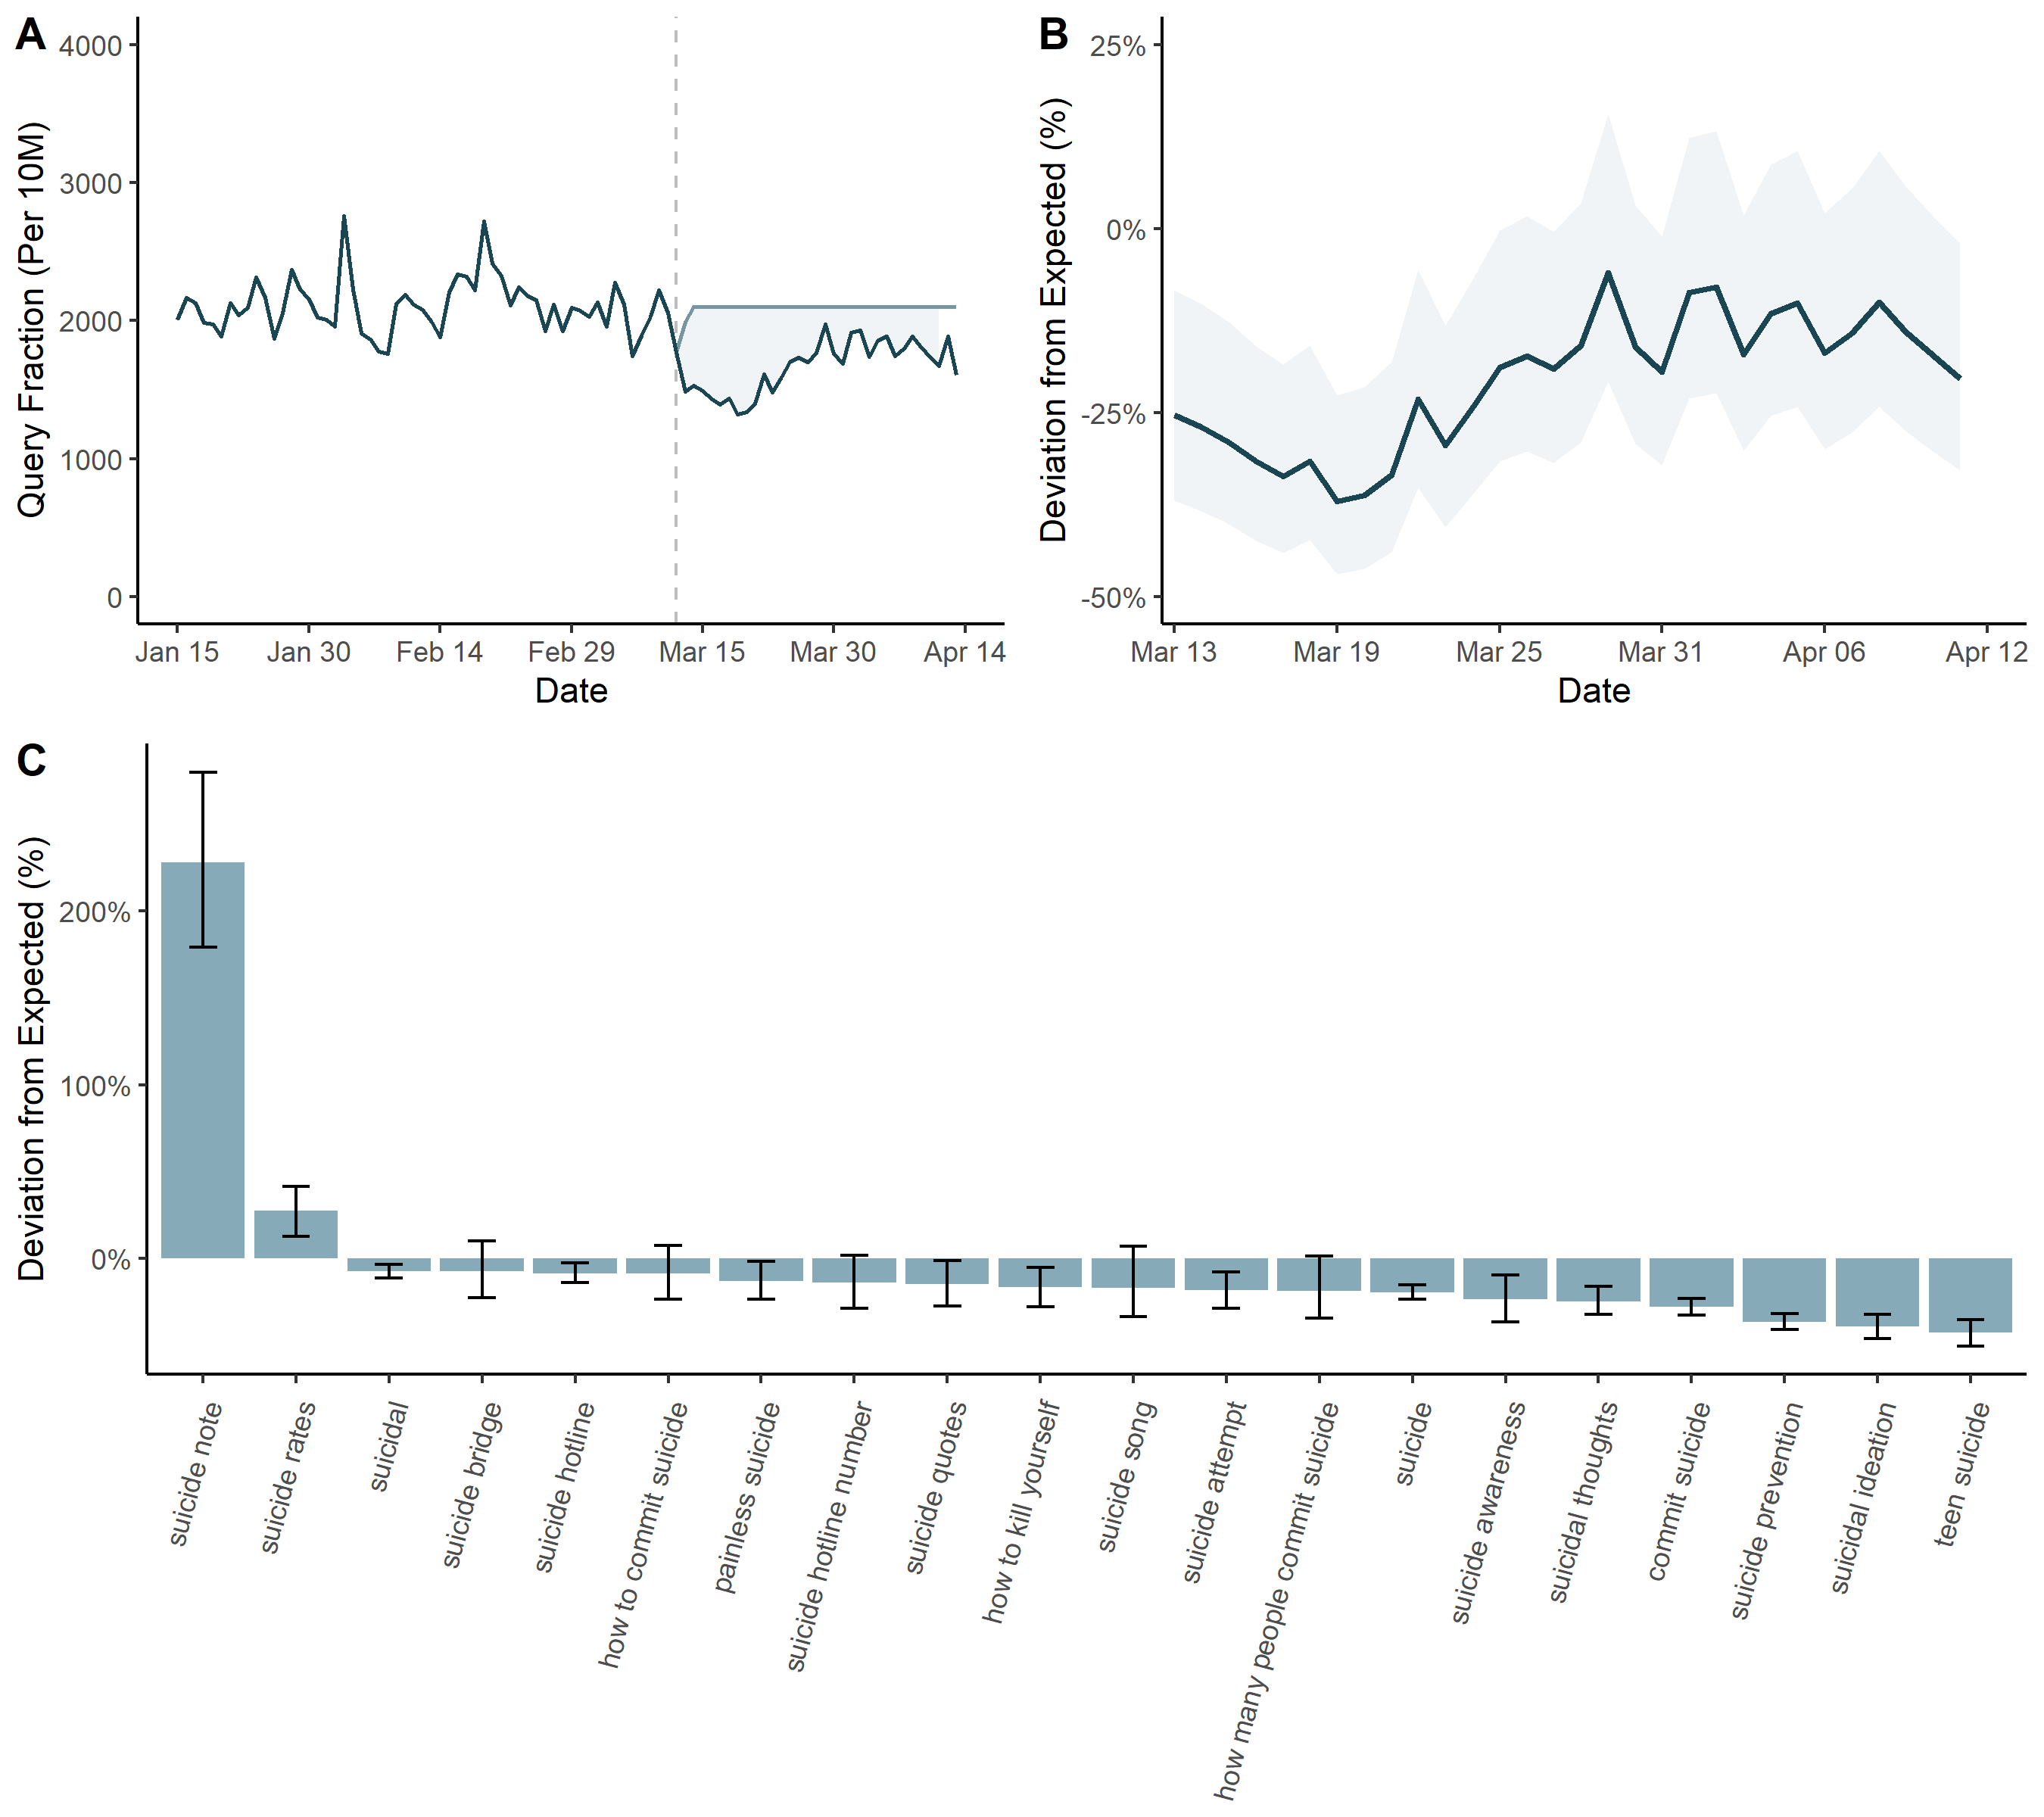 A
Query Fraction (Per 10M)
4000
3000
2000
1000
0
Jan 15
Jan 30
Feb 14
Feb 29
Mar 15
Mar 30
Apr 14
Date
B
Deviation from Expected (%)
25%
0%
-25%
-50%
Mar 13
Mar 19
Mar 25
Mar 31
Apr 06
Apr 12
Date
C
Deviation from Expected (%)
200%
100%
0%
suicide note
suicide rates
suicidal
suicide bridge
suicide hotline
how to commit suicide
painless suicide
suicide hotline number
suicide quotes
how to kill yourself
suicide song
suicide attempt
how many people commit suicide
suicide
suicide awareness
suicidal thoughts
commit suicide
suicide prevention
suicidal ideation
teen suicide